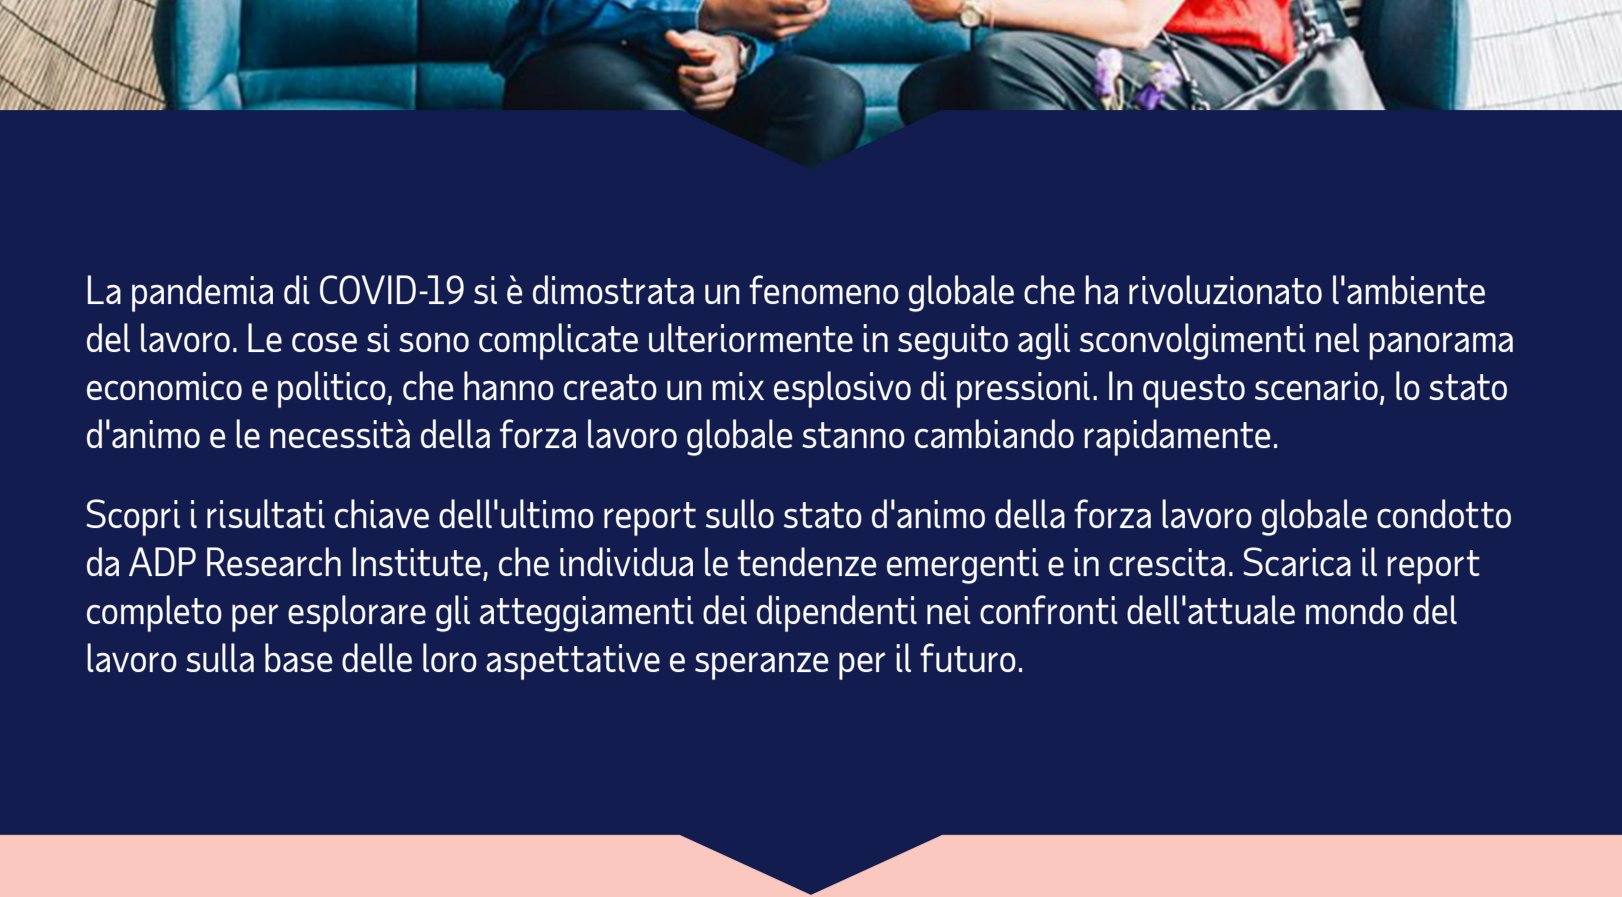 La pandemia di COVID-19 si è dimostrata un fenomeno globale che ha rivoluzionato l'ambiente
del lavoro. Le cose si sono complicate ulteriormente in seguito agli sconvolgimenti nel panorama
economico e politico, che hanno creato un mix esplosivo di pressioni. In questo scenario, lo stato
d'animo e le necessità della forza lavoro globale stanno cambiando rapidamente.
Scopri i risultati chiave dell'ultimo report sullo stato d'animo della forza lavoro globale condotto
da ADP Research Institute, che individua le tendenze emergenti e in crescita. Scarica il report
completo per esplorare gli atteggiamenti dei dipendenti nei confronti dell'attuale mondo del
lavoro sulla base delle loro aspettative e speranze per il futuro.